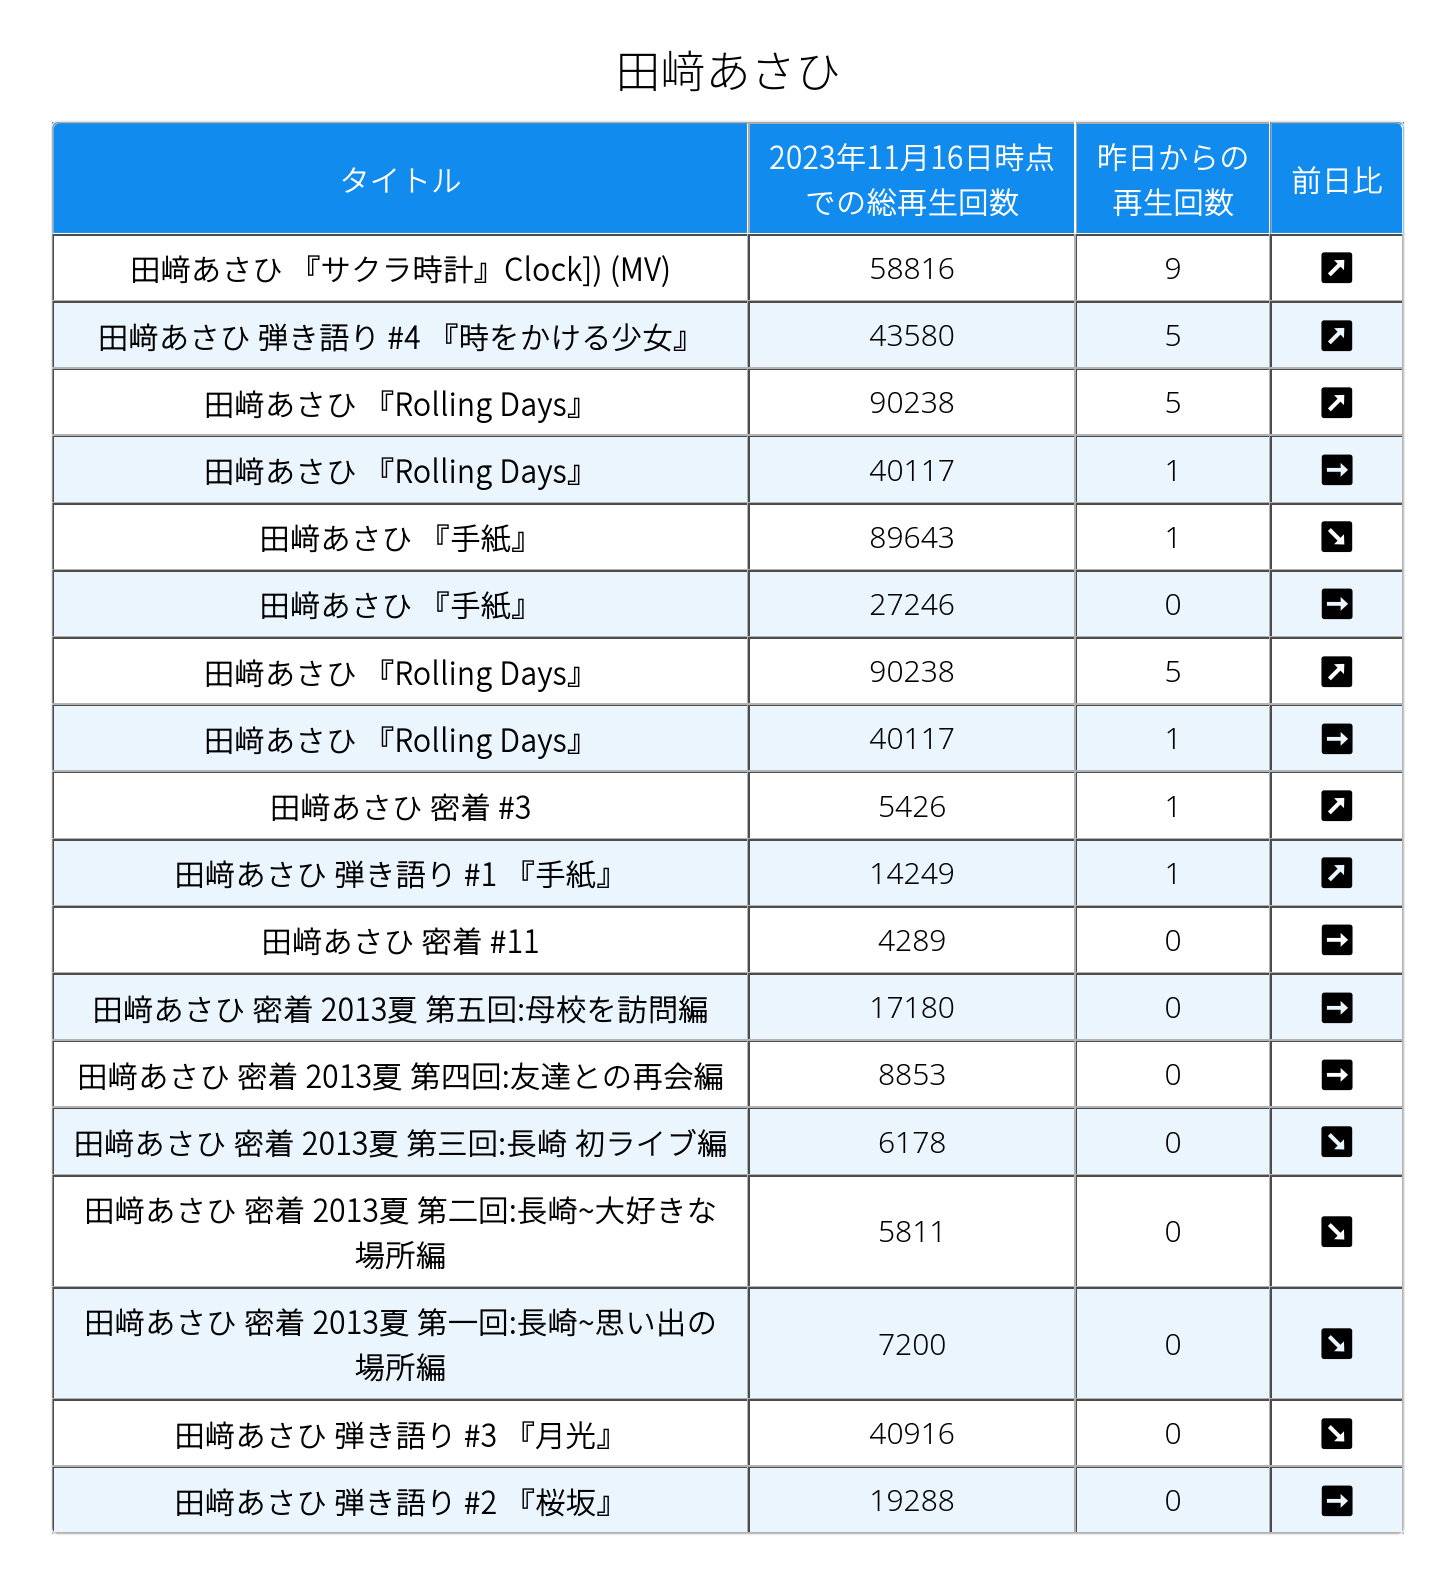 田﨑あさひ
タイトル
2023年11月16日時点
での総再生回数
昨日からの
再生回数
前日比
田﨑あさひ 『サクラ時計』Clock]) (MV) 58816 9 ↗
田﨑あさひ 弾き語り #4 『時をかける少女』 43580 5 ↗
田﨑あさひ 『Rolling Days』 90238 5 ↗
田﨑あさひ 『Rolling Days』 40117 1 →
田﨑あさひ 『手紙』 89643 1 ↘
田﨑あさひ 『手紙』 27246 0 →
田﨑あさひ 『Rolling Days』 90238 5 ↗
田﨑あさひ 『Rolling Days』 40117 1 →
田﨑あさひ 密着 #3 5426 1 ↗
田﨑あさひ 弾き語り #1 『手紙』 14249 1 ↗
田﨑あさひ 密着 #11 4289 0 →
田﨑あさひ 密着 2013夏 第五回:母校を訪問編 17180 0 →
田﨑あさひ 密着 2013夏 第四回:友達との再会編 8853 0 →
田﨑あさひ 密着 2013夏 第三回:長崎 初ライブ編 6178 0 ↘
田﨑あさひ 密着 2013夏 第二回:長崎~大好きな
場所編 5811 0 ↘
田﨑あさひ 密着 2013夏 第一回:長崎~思い出の
場所編 7200 0 ↘
田﨑あさひ 弾き語り #3 『月光』 40916 0 ↘
田﨑あさひ 弾き語り #2 『桜坂』 19288 0 →